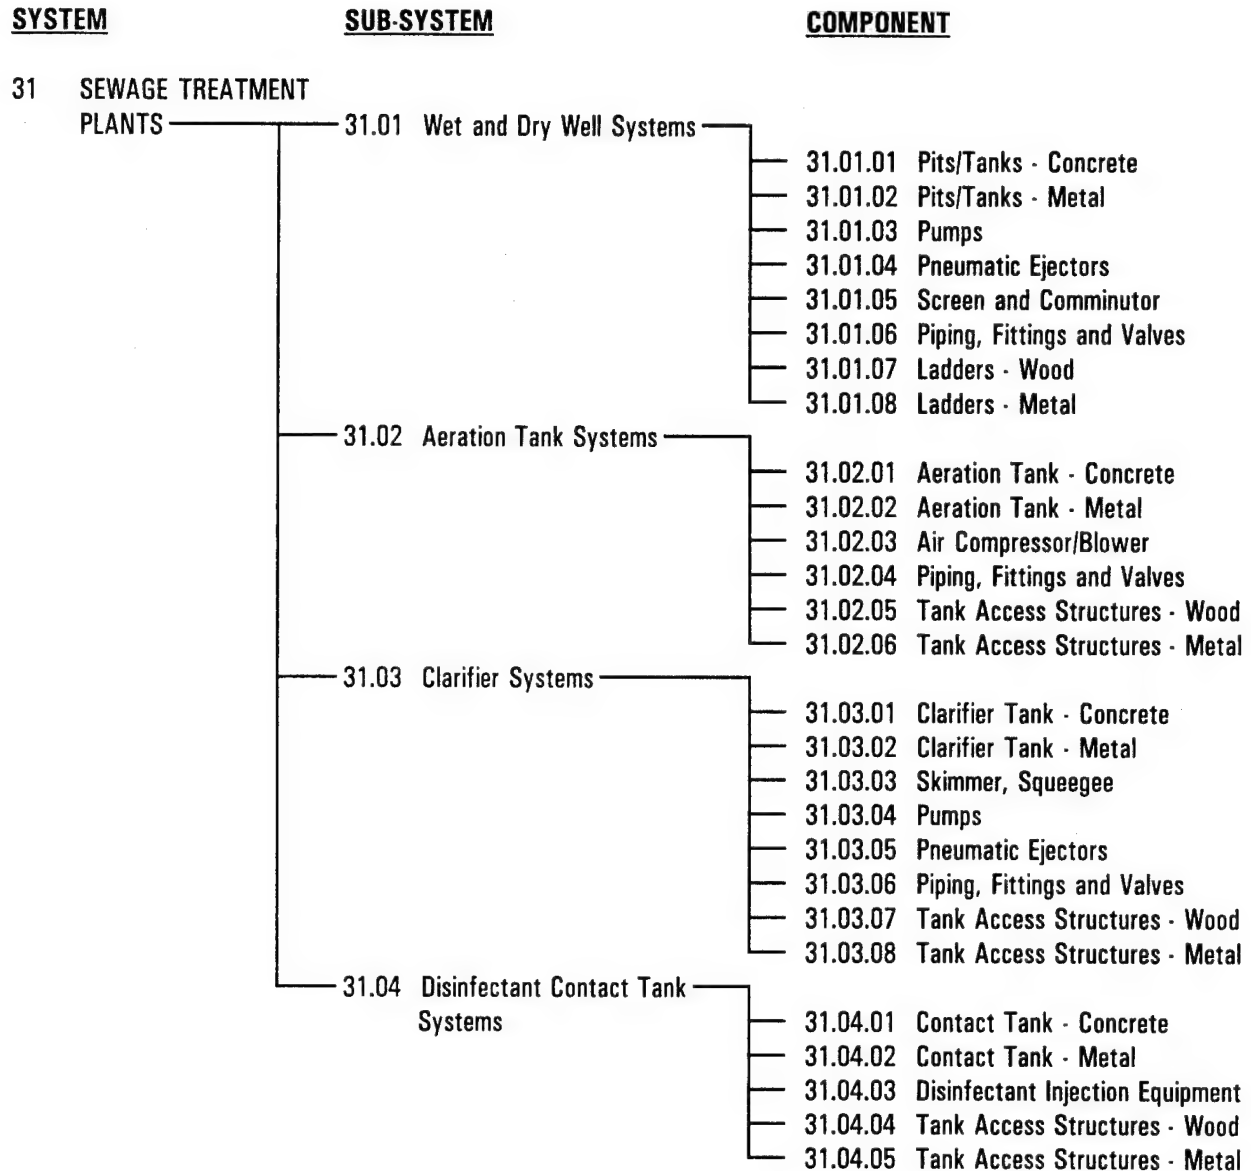 SYSTEM SUB-SYSTEM COMPONENT
31 SEWAGE TREATMENT
PLANTS 31.01 Wet and Dry Well Systems
31.01.01 Pits/Tanks - Concrete
31.01.02 Pits/Tanks - Metal
31.01.03 Pumps
31.01.04 Pneumatic Ejectors
31.01.05 Screen and Comminutor
31.01.06 Piping, Fittings and Valves
31.01.07 Ladders - Wood
31.01.08 Ladders - Metal
31.02 Aeration Tank Systems
31.02.01 Aeration Tank - Concrete
31.02.02 Aeration Tank - Metal
31.02.03 Air Compressor/Blower
31.02.04 Piping, Fittings and Valves
31.02.05 Tank Access Structures - Wood
31.02.06 Tank Access Structures - Metal
31.03 Clarifier Systems
31.03.01 Clarifier Tank - Concrete
31.03.02 Clarifier Tank - Metal
31.03.03 Skimmer, Squeegee
31.03.04 Pumps
31.03.05 Pneumatic Ejectors
31.03.06 Piping, Fittings and Valves
31.03.07 Tank Access Structures - Wood
31.03.08 Tank Access Structures - Metal
31.04 Disinfectant Contact Tank
Systems
31.04.01 Contact Tank - Concrete
31.04.02 Contact Tank - Metal
31.04.03 Disinfectant Injection Equipment
31.04.04 Tank Access Structures - Wood
31.04.05 Tank Access Structures - Metal